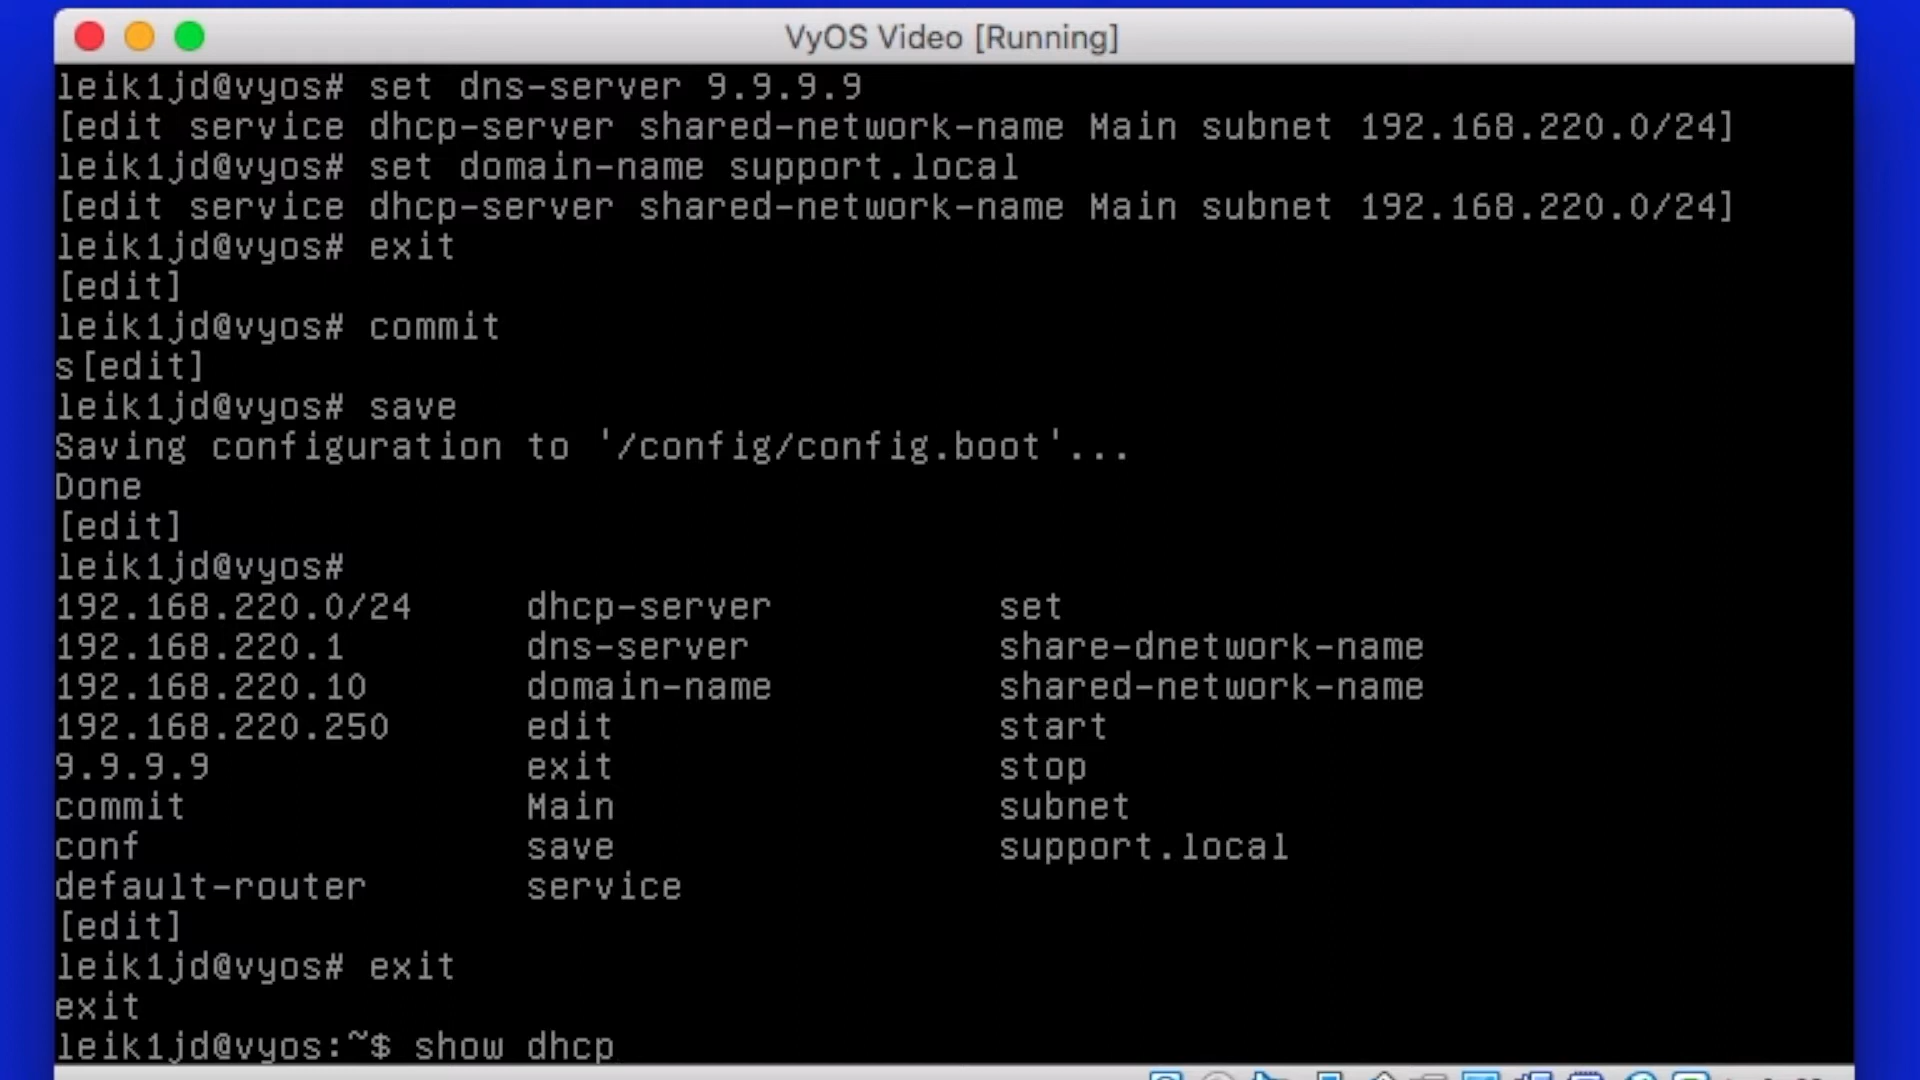 VyOS Video [Running]
leik1jd@vyos# set dns-server 9.9.9.9
[edit service dhcp-server shared-network-name Main subnet 192.168.220.0/24]
leik1jd@vyos# set domain-name support.local
[edit service dhcp-server shared-network-name Main subnet 192.168.220.0/24]
leik1jd@vyos# exit
[edit]
leik1jd@vyos# commit
s[edit]
leik1jd@vyos# save
Saving configuration to '/config/config.boot'...
Done
[edit]
leik1jd@vyos#
192.168.220.0/24 dhcp-server set
192.168.220.1 dns-server share-dnetwork-name
192.168.220.10 domain-name shared-network-name
192.168.220.250 edit start
9.9.9.9 exit stop
commit Main subnet
conf save support.local
default-router service
[edit]
leik1jd@vyos# exit
exit
leik1jd@vyos:~$ show dhcp